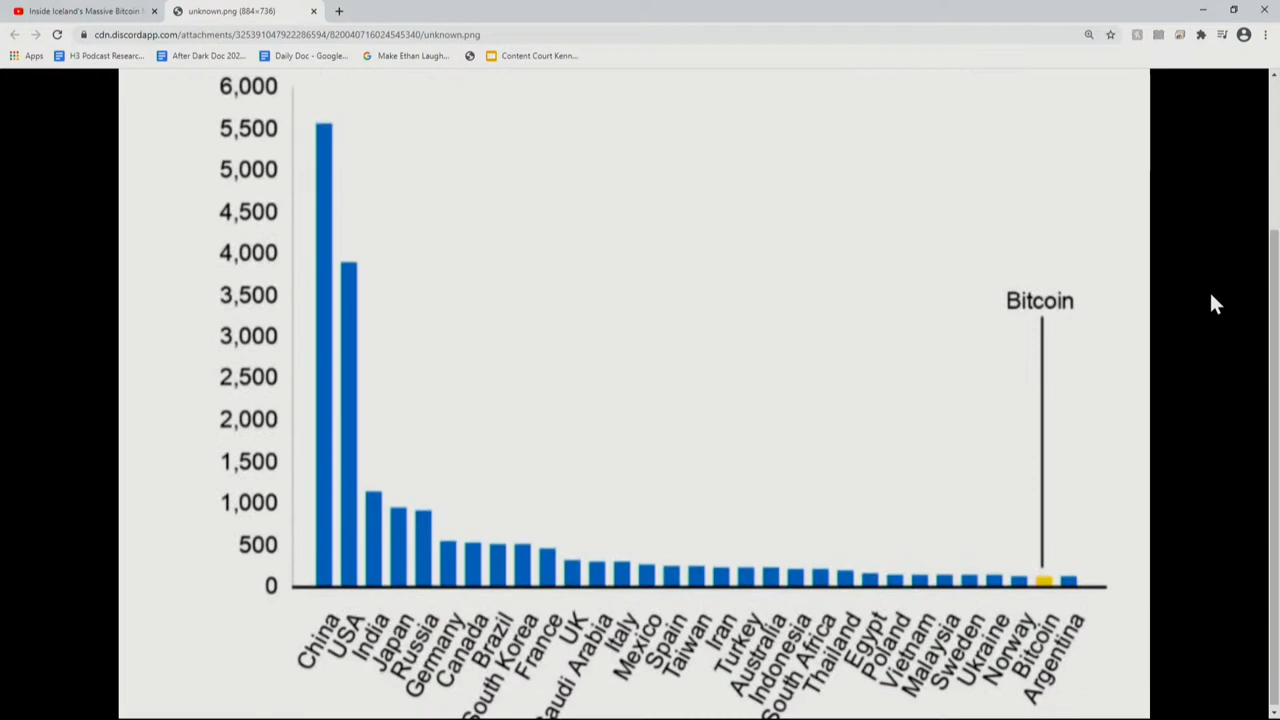 Inside Iceland's Massive Bitcoin
unknown.png (884×736)
cdn.discordapp.com/attachments/325391047922286594/820040716024545340/unknown.png
Apps
H3 Podcast Researc...
After Dark Doc 202...
Daily Doc - Google...
Make Ethan Laugh...
Content Court Kenn...
6,000
5,500
5,000
4,500
4,000
3,500
3,000
2,500
2,000
1,500
1,000
500
0
Bitcoin
China
USA
India
Japan
Russia
Germany
Canada
Brazil
South Korea
France
UK
Saudi Arabia
Italy
Mexico
Spain
Taiwan
Iran
Turkey
Australia
Indonesia
South Africa
Thailand
Egypt
Poland
Vietnam
Malaysia
Sweden
Ukraine
Norway
Bitcoin
Argentina